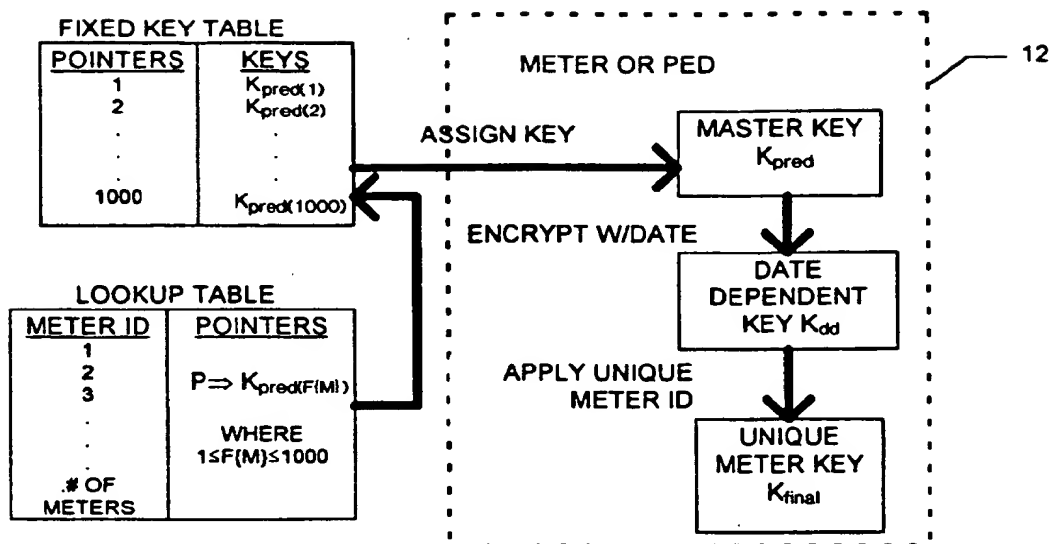 FIXED KEY TABLE
POINTERS KEYS
1 Kpred(1)
2 Kpred(2)
. .
. .
. .
1000 Kpred(1000)
LOOKUP TABLE
METER ID POINTERS
1
2
3
P⇒ Kpred(F{M})
WHERE
1≤F{M}≤1000
.
.
.
.# OF
METERS
METER OR PED
12
ASSIGN KEY
MASTER KEY
Kpred
ENCRYPT W/DATE
DATE
DEPENDENT
KEY Kdd
APPLY UNIQUE
METER ID
UNIQUE
METER KEY
Kfinal